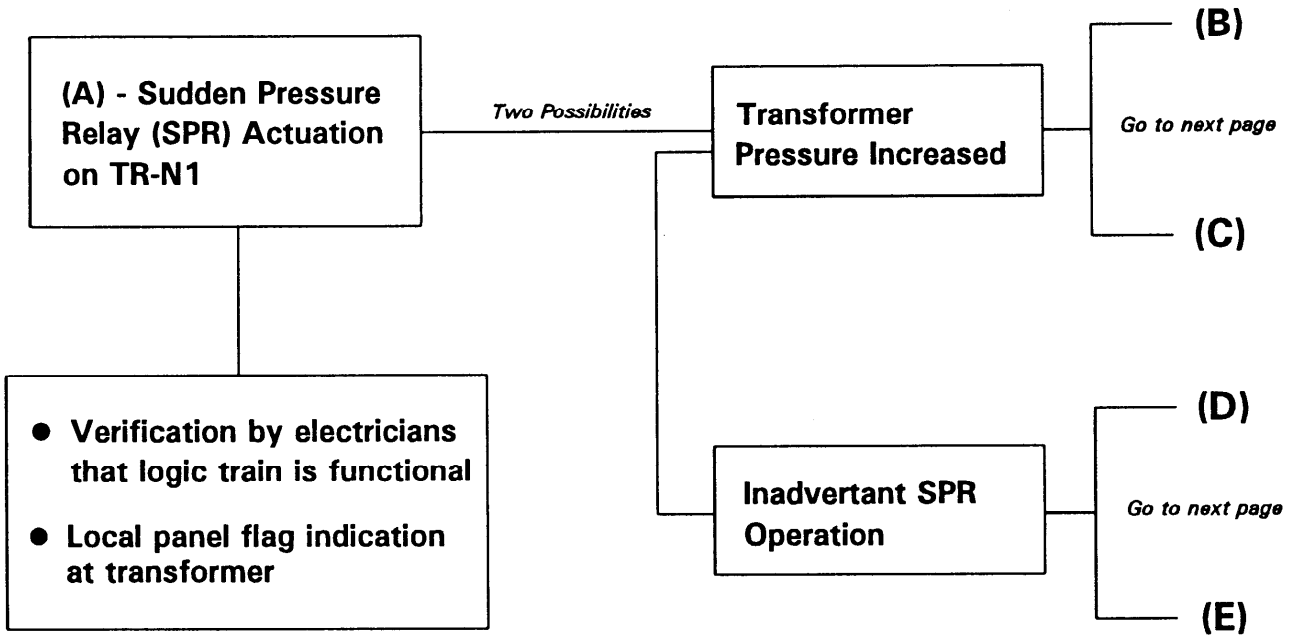 (A) - Sudden Pressure
Relay (SPR) Actuation
on TR-N1
● Verification by electricians
that logic train is functional
● Local panel flag indication
at transformer
Two Possibilities
Transformer
Pressure Increased
(B)
Go to next page
(C)
Inadvertant SPR
Operation
(D)
Go to next page
(E)